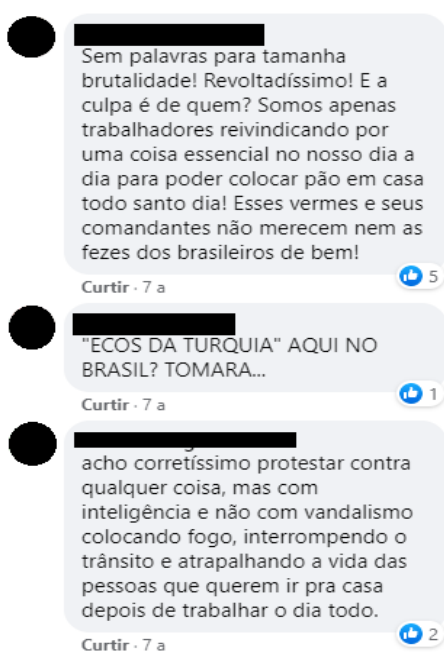 Sem palavras para tamanha
brutalidade! Revoltadíssimo! E a
culpa é de quem? Somos apenas
trabalhadores reivindicando por
uma coisa essencial no nosso dia a
dia para poder colocar pão em casa
todo santo dia! Esses vermes e seus
comandantes não merecem nem as
fezes dos brasileiros de bem!
5
Curtir · 7 a
"ECOS DA TURQUIA" AQUI NO
BRASIL? TOMARA...
1
Curtir · 7 a
acho corretíssimo protestar contra
qualquer coisa, mas com
inteligência e não com vandalismo
colocando fogo, interrompendo o
trânsito e atrapalhando a vida das
pessoas que querem ir pra casa
depois de trabalhar o dia todo.
2
Curtir · 7 a